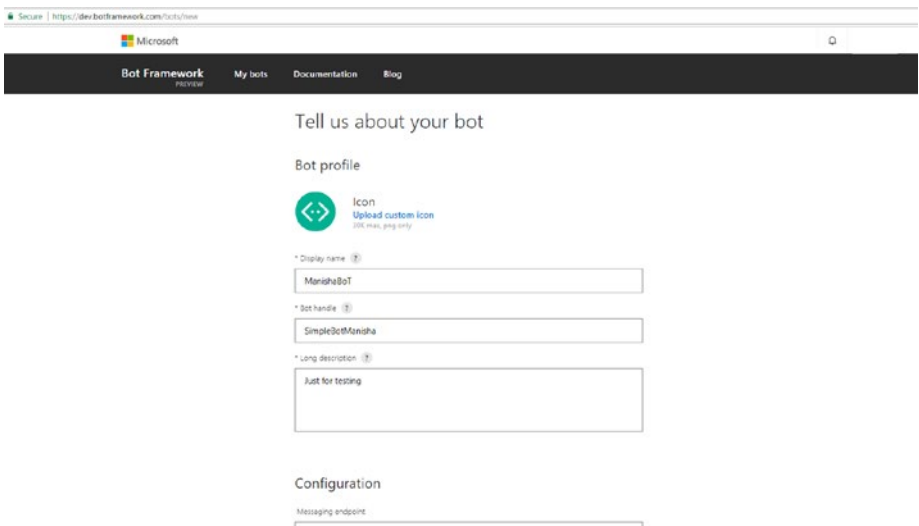 Secure | https://dev.botframework.com/bots/new
Microsoft
Bot Framework My bots Documentation Blog
PREVIEW
Tell us about your bot
Bot profile
Icon
Upload custom icon
30K max, png only
* Display name ?
ManishaBoT
* Bot handle ?
SimpleBotManisha
* Long description ?
Just for testing
Configuration
Messaging endpoint